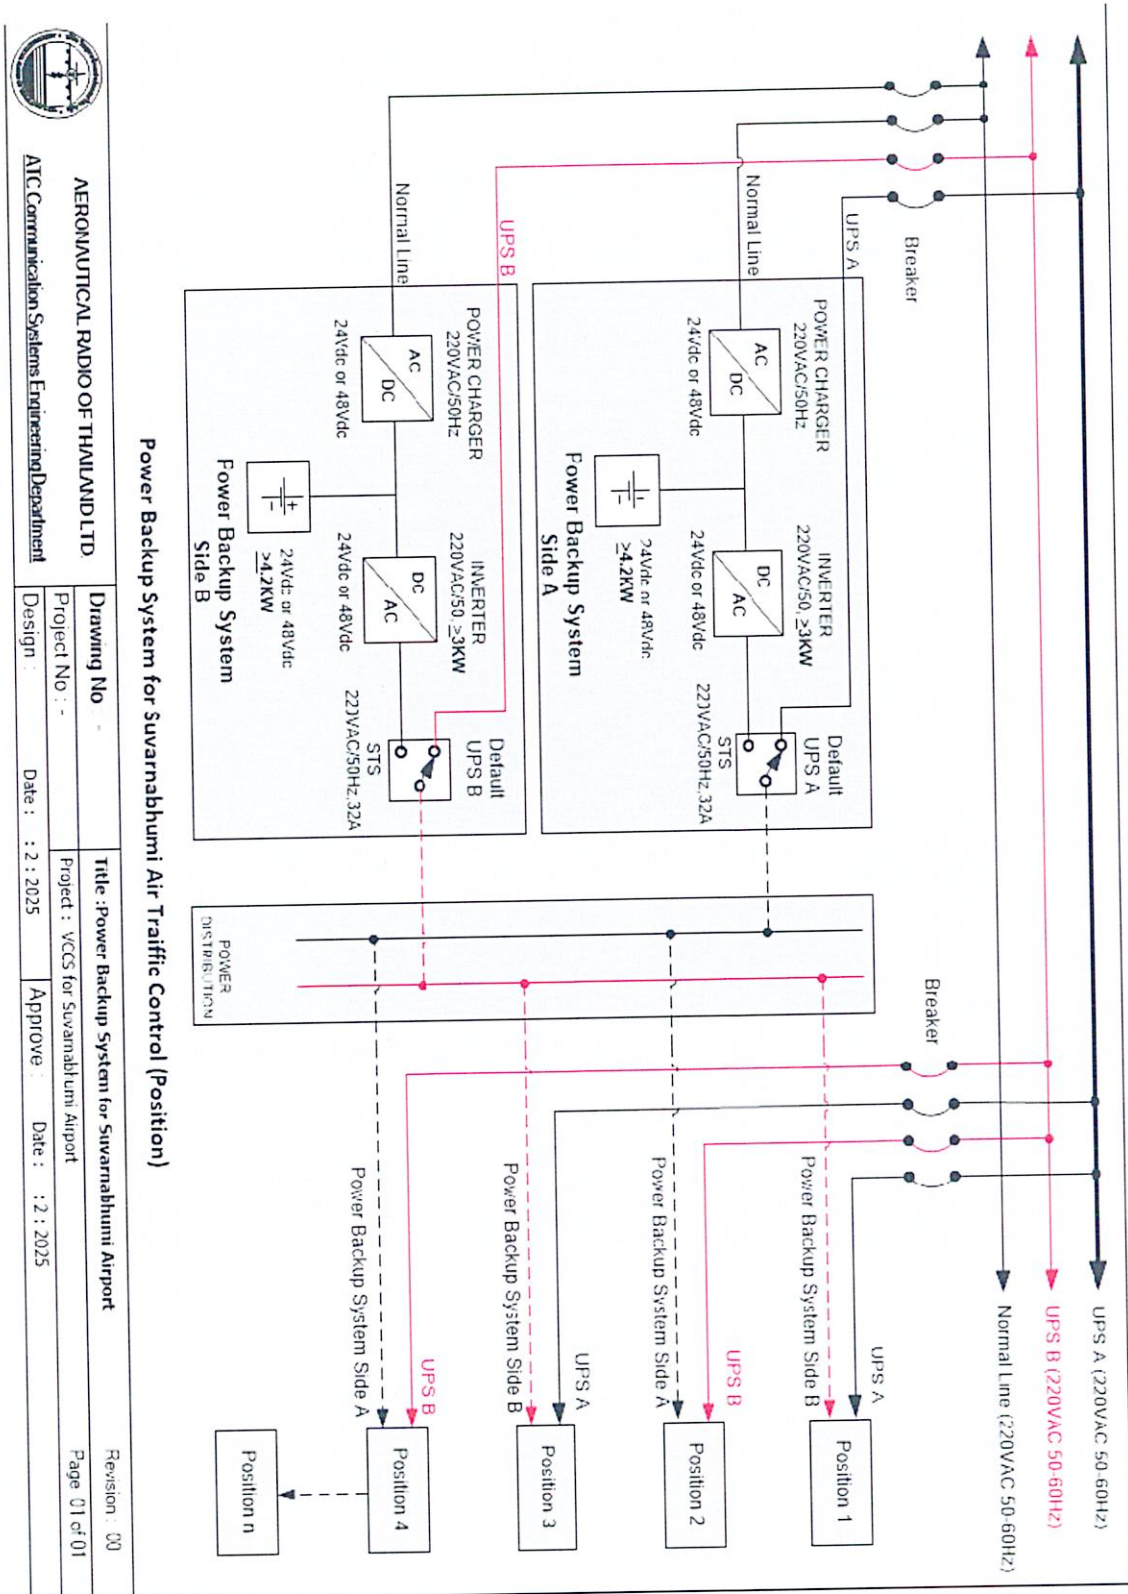 UPS A (220VAC 50-60Hz)
UPS B (220VAC 50-60Hz)
Normal Line (220VAC 50-60Hz)
Breaker
Breaker
UPS A
Normal Line
UPS B
Normal Line
POWER CHARGER
220VAC/50Hz
AC
DC
24Vdc or 48Vdc
INVERTER
220VAC/50, >3KW
DC
AC
24Vdc or 48Vdc
Default
UPS A
STS
220VAC/50Hz,32A
24Vdc or 48Vdc
>4.2KW
Power Backup System
Side A
POWER CHARGER
220VAC/50Hz
AC
DC
24Vdc or 48Vdc
INVERTER
220VAC/50, >3KW
DC
AC
24Vdc or 48Vdc
Default
UPS B
STS
220VAC/50Hz,32A
24Vdc or 48Vdc
>4.2KW
Power Backup System
Side B
POWER
DISTRIBUTION
UPS A
Power Backup System Side B
Position 1
UPS B
Power Backup System Side A
Position 2
UPS A
Power Backup System Side B
Position 3
UPS B
Power Backup System Side A
Position 4
Position n
Power Backup System for Suvarnabhumi Air Traiffic Control (Position)
AERONAUTICAL RADIO OF THAILAND LTD.
ATC Communication Systems Engineering Department
Drawing No -
Title :Power Backup System for Suvarnabhumi Airport
Revision : 00
Project No : -
Project : VCCS for Suvarnabhumi Airport
Page 01 of 01
Design : Date : : 2 : 2025
Approve : Date : : 2 : 2025